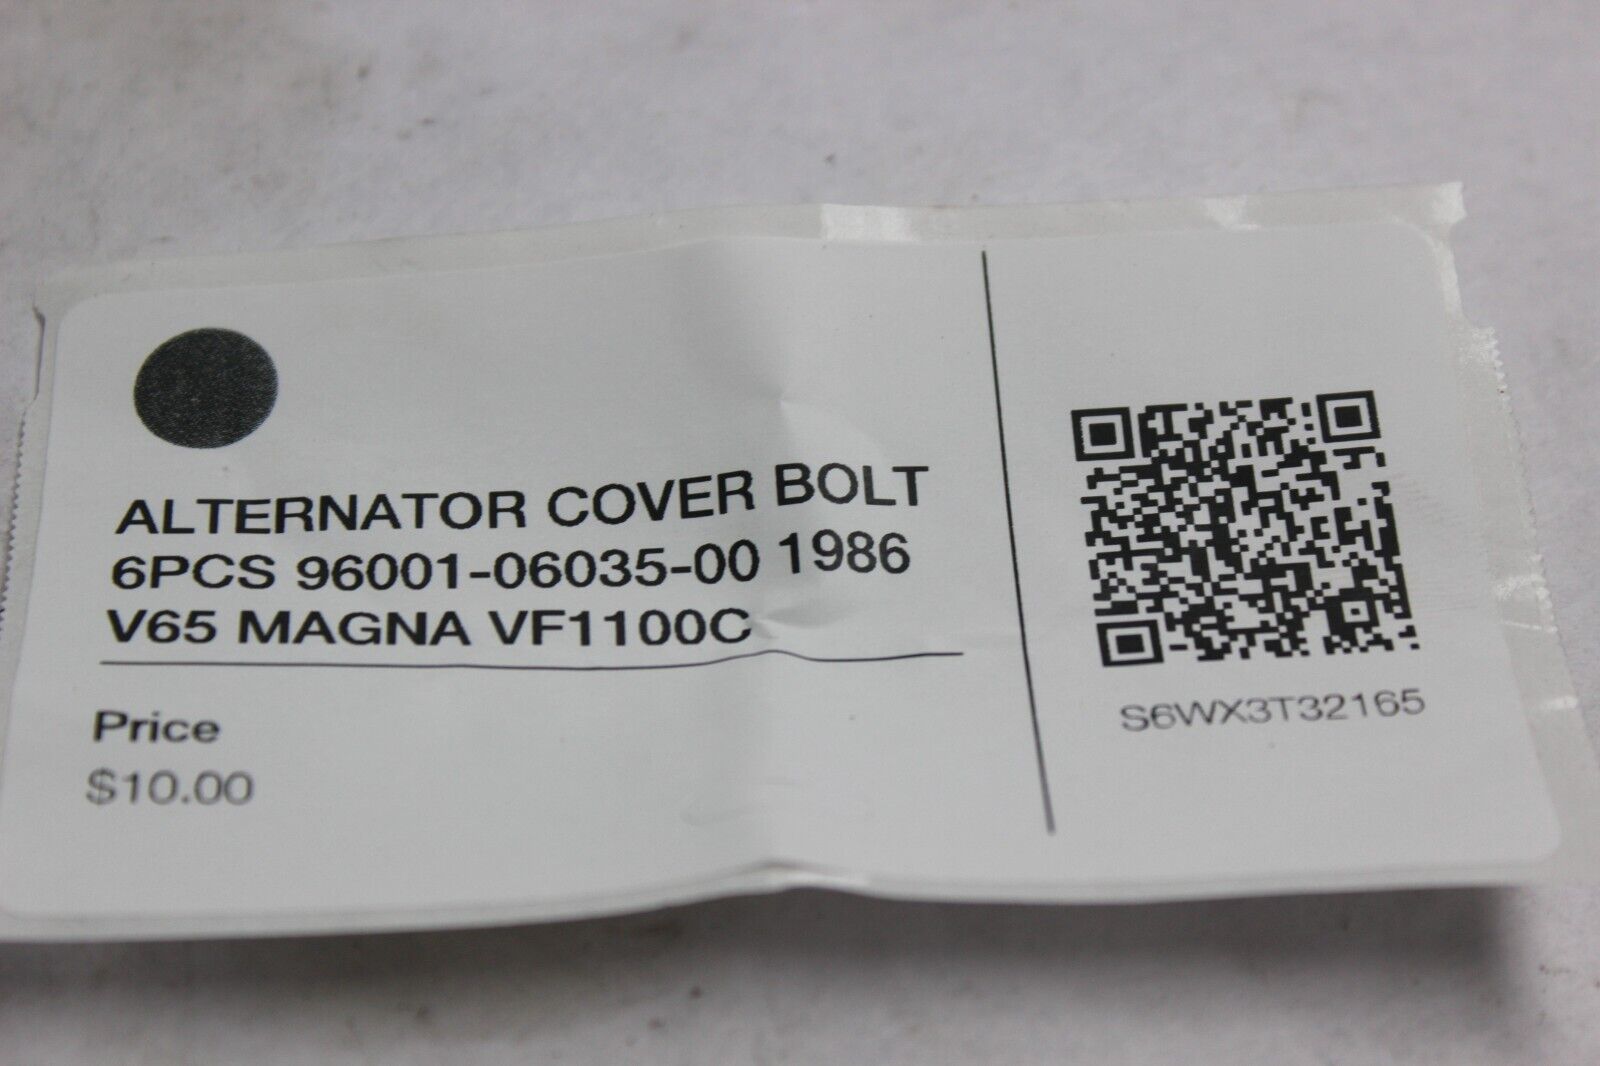 ALTERNATOR COVER BOLT
6PCS 96001-06035-00 1986
V65 MAGNA VF1100C
Price
$10.00
S6WX3T32165